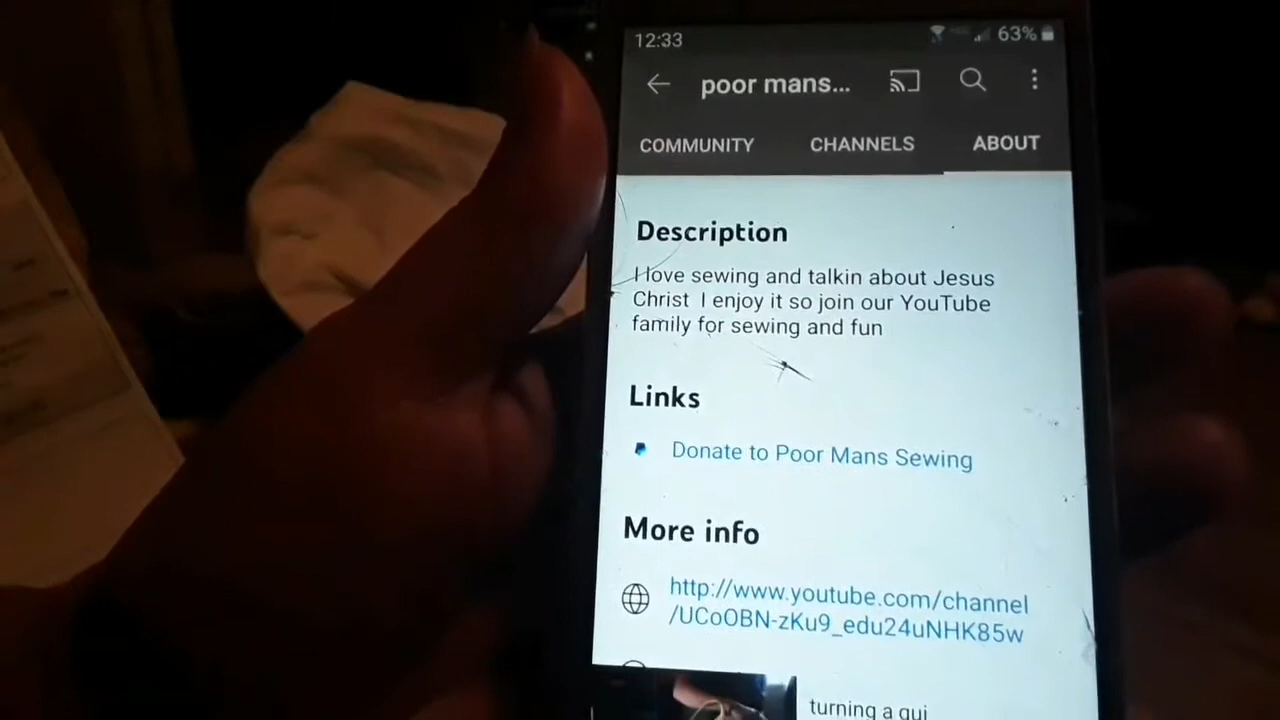 12:33
63%
poor mans...
COMMUNITY CHANNELS ABOUT
Description
I love sewing and talkin about Jesus
Christ I enjoy it so join our YouTube
family for sewing and fun
Links
Donate to Poor Mans Sewing
More info
http://www.youtube.com/channel
/UCoOBN-zKu9_edu24uNHK85w
turning a qui